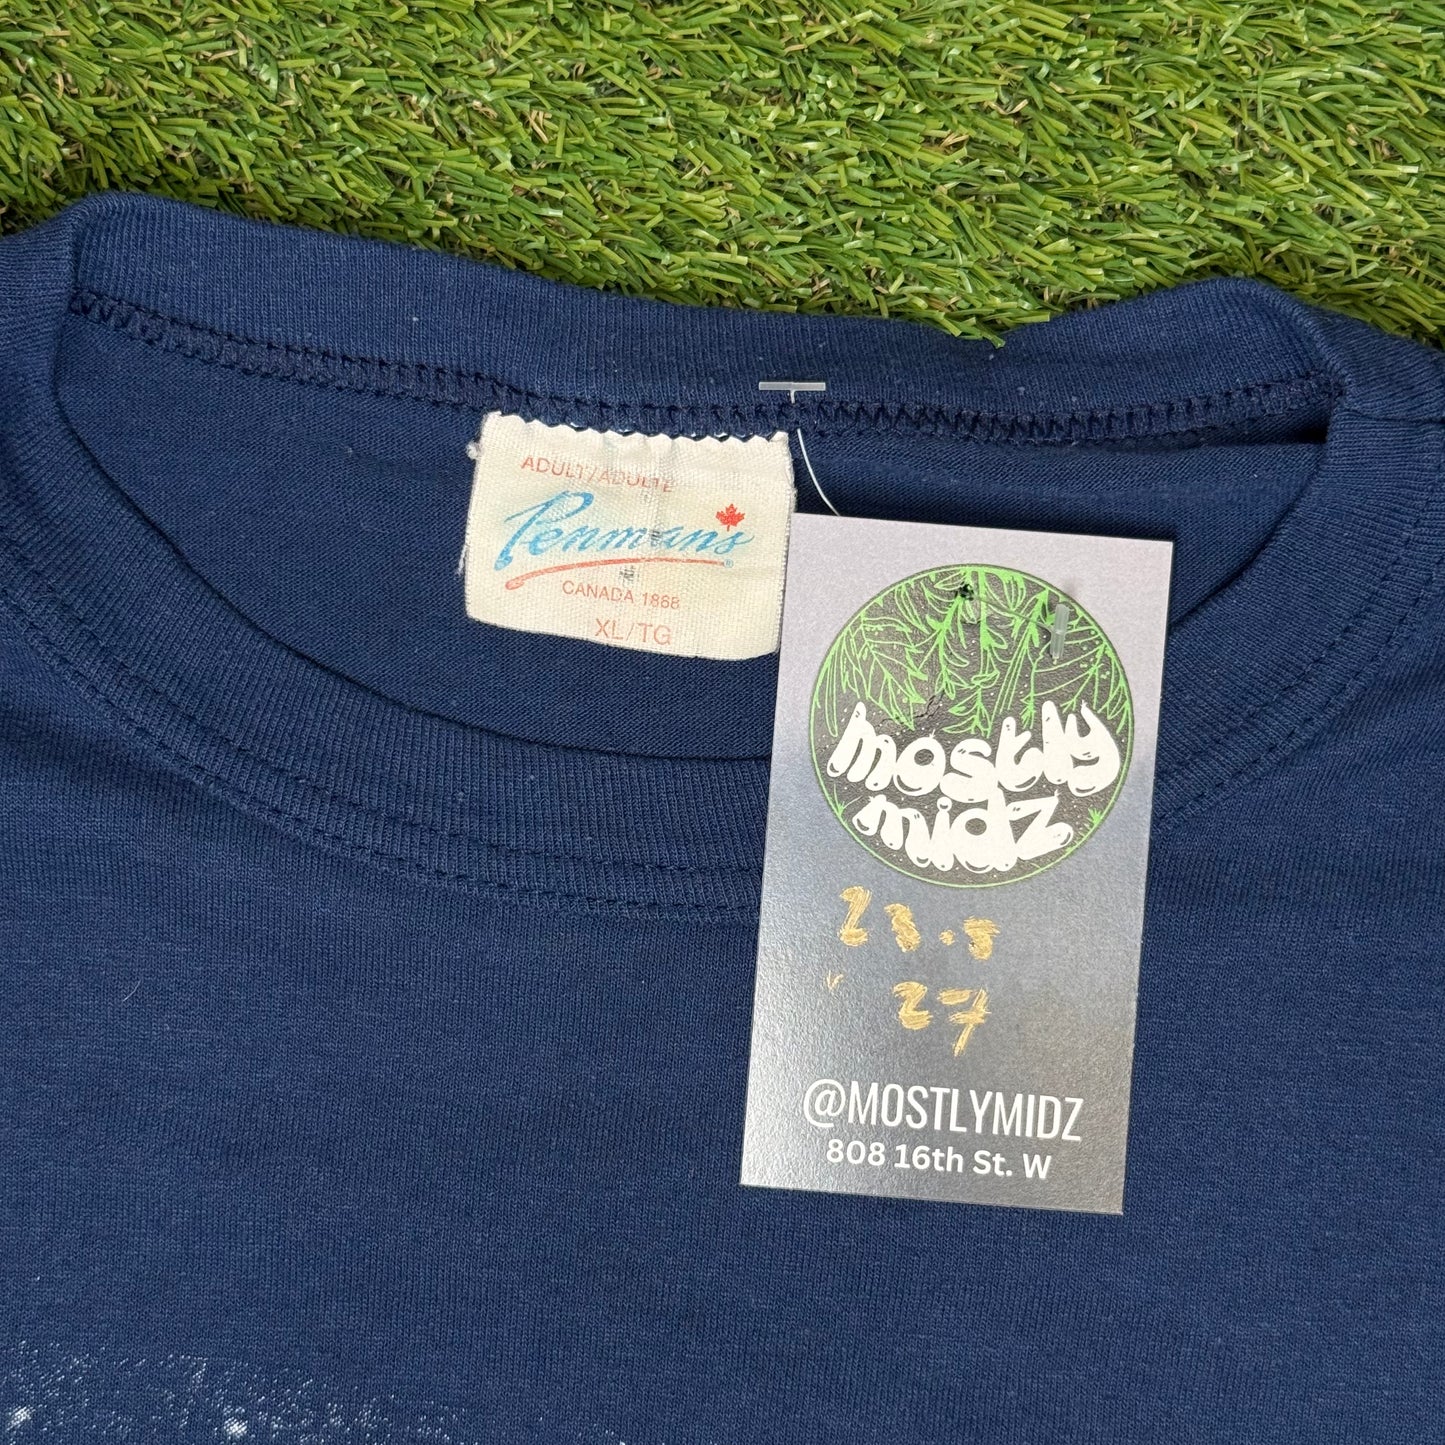 ADULT/ADULTE
Penmans®
CANADA 1868
XL/TG
mostly
midz
23.5
27
@MOSTLYMIDZ
808 16th St. W